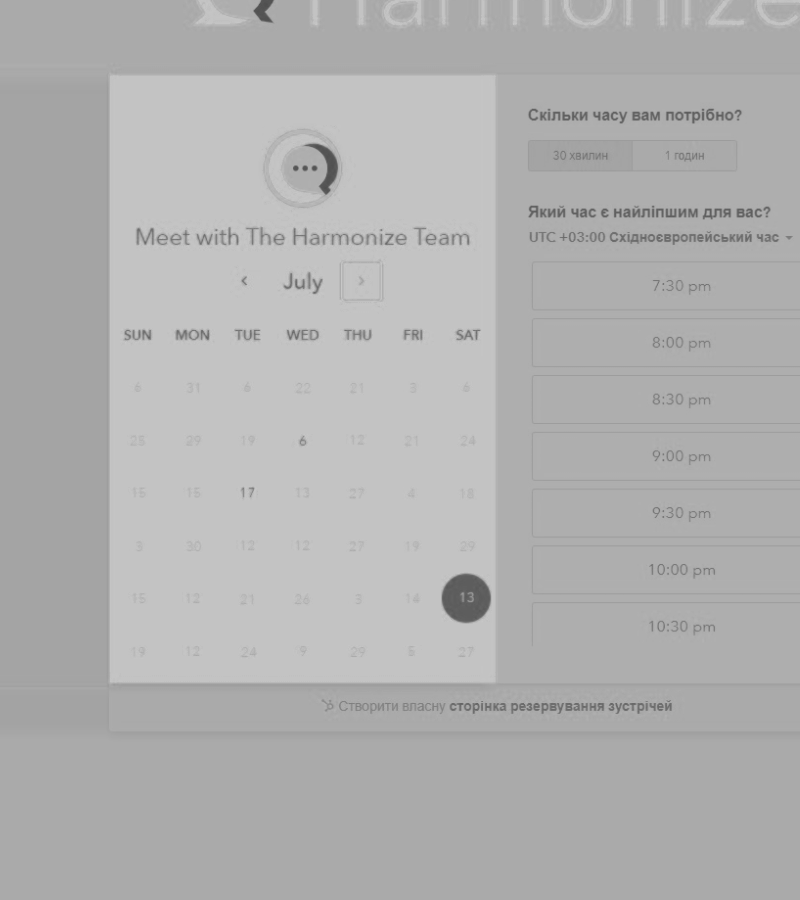 Harmonize
Meet with The Harmonize Team
July
SUN MON TUE WED THU FRI SAT
6 31 6 22 21 3 6
25 29 19 6 12 21 24
15 15 17 13 27 4 18
3 30 12 12 27 19 29
15 12 21 26 3 14 13
19 12 24 9 29 5 27
Скільки часу вам потрібно?
30 хвилин 1 годин
Який час є найліпшим для вас?
UTC +03:00 Східноєвропейський час
7:30 pm
8:00 pm
8:30 pm
9:00 pm
9:30 pm
10:00 pm
10:30 pm
Створити власну сторінка резервування зустрічей